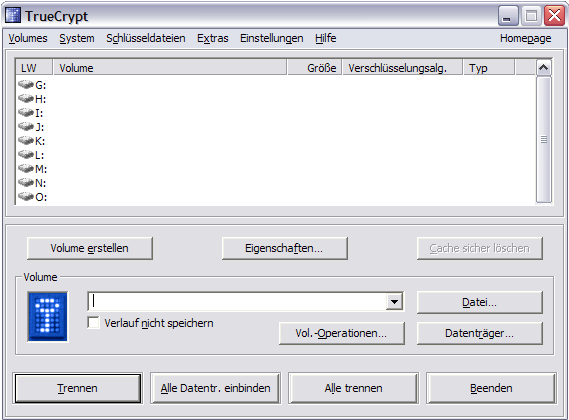 TrueCrypt
Volumes System Schlüsseldateien Extras Einstellungen Hilfe Homepage
LW Volume Größe Verschlüsselungsalg. Typ
G:
H:
I:
J:
K:
L:
M:
N:
O:
Volume erstellen Eigenschaften... Cache sicher löschen
Volume
Datei...
Verlauf nicht speichern
Vol.-Operationen... Datenträger...
Trennen Alle Datentr. einbinden Alle trennen Beenden